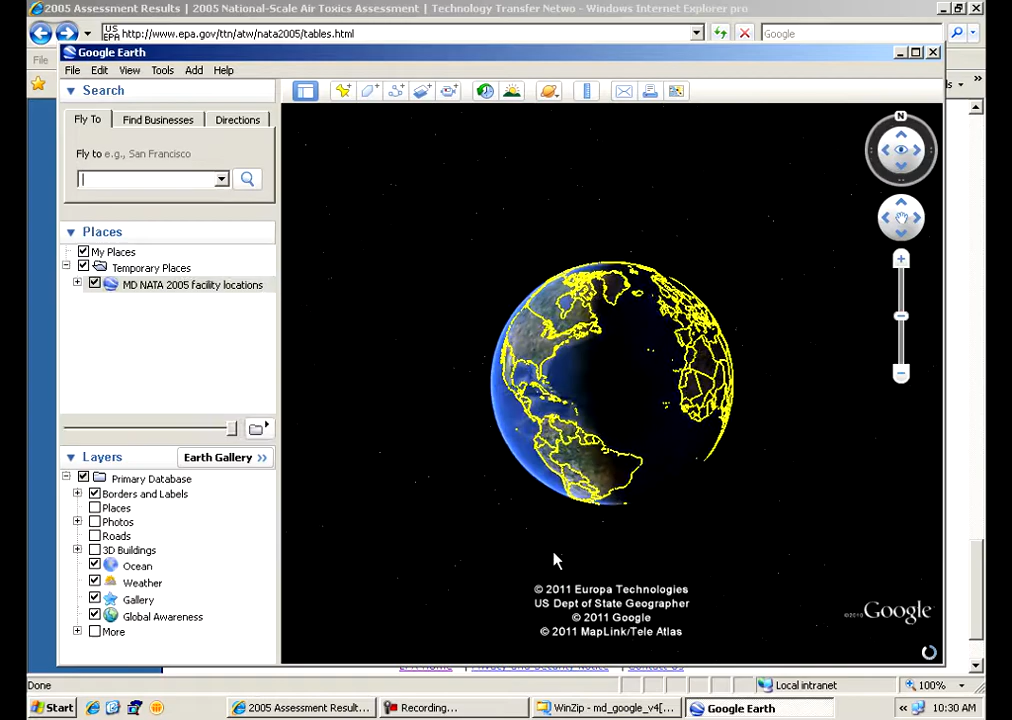 2005 Assessment Results | 2005 National-Scale Air Toxics Assessment | Technology Transfer Netwo - Windows Internet Explorer pro
US EPA http://www.epa.gov/ttn/atw/nata2005/tables.html
Google
File
Google Earth
File Edit View Tools Add Help
Search
Fly To Find Businesses Directions
Fly to e.g., San Francisco
Places
My Places
Temporary Places
MD NATA 2005 facility locations
Layers
Earth Gallery >>
Primary Database
Borders and Labels
Places
Photos
Roads
3D Buildings
Ocean
Weather
Gallery
Global Awareness
More
N
© 2011 Europa Technologies
US Dept of State Geographer
© 2011 Google
© 2011 MapLink/Tele Atlas
©2010 Google
Done
Local intranet
100%
Start
2005 Assessment Result...
Recording...
WinZip - md_google_v4[...
Google Earth
10:30 AM